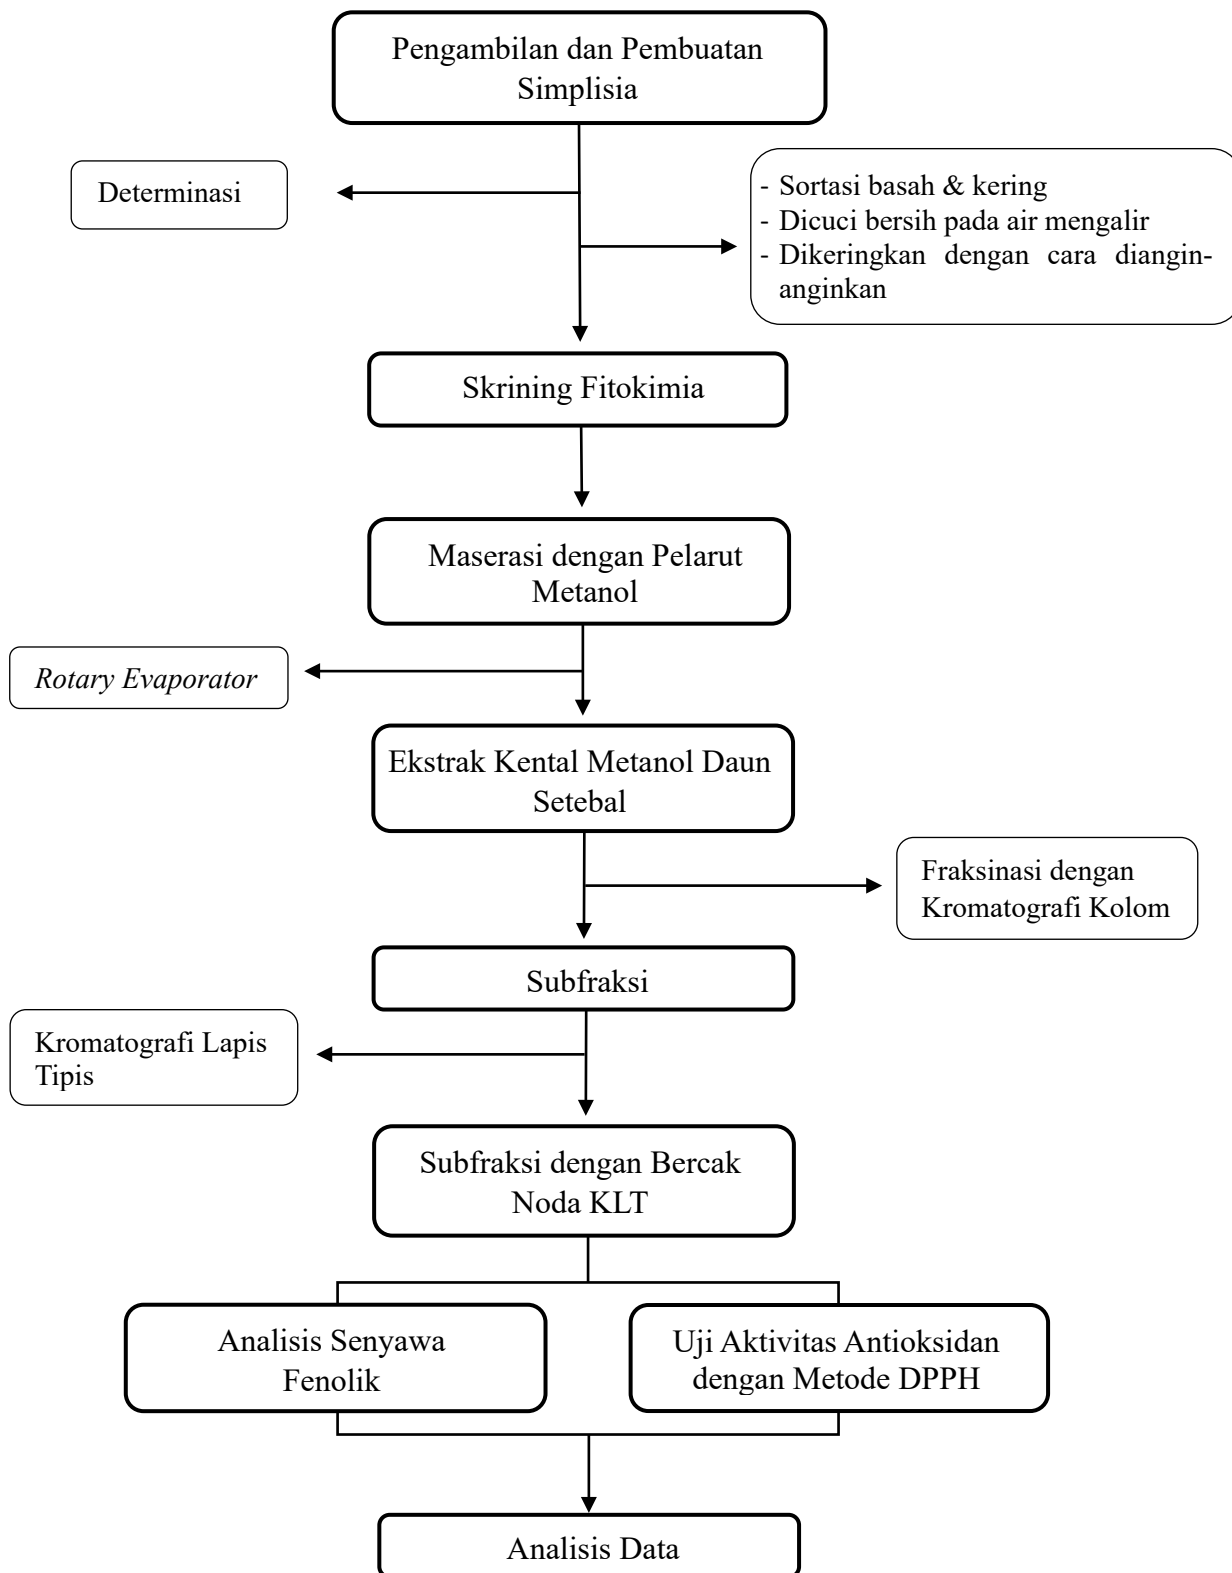 Pengambilan dan Pembuatan
Simplisia
Determinasi
- Sortasi basah & kering
- Dicuci bersih pada air mengalir
- Dikeringkan dengan cara diangin-
anginkan
Skrining Fitokimia
Maserasi dengan Pelarut
Metanol
Rotary Evaporator
Ekstrak Kental Metanol Daun
Setebal
Fraksinasi dengan
Kromatografi Kolom
Subfraksi
Kromatografi Lapis
Tipis
Subfraksi dengan Bercak
Noda KLT
Analisis Senyawa
Fenolik
Uji Aktivitas Antioksidan
dengan Metode DPPH
Analisis Data